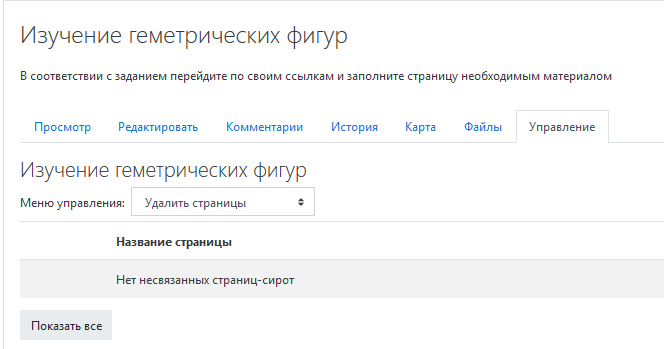 Изучение геметрических фигур
В соответствии с заданием перейдите по своим ссылкам и заполните страницу необходимым материалом
Просмотр Редактировать Комментарии История Карта Файлы Управление
Изучение геметрических фигур
Меню управления: Удалить страницы
Название страницы
Нет несвязанных страниц-сирот
Показать все